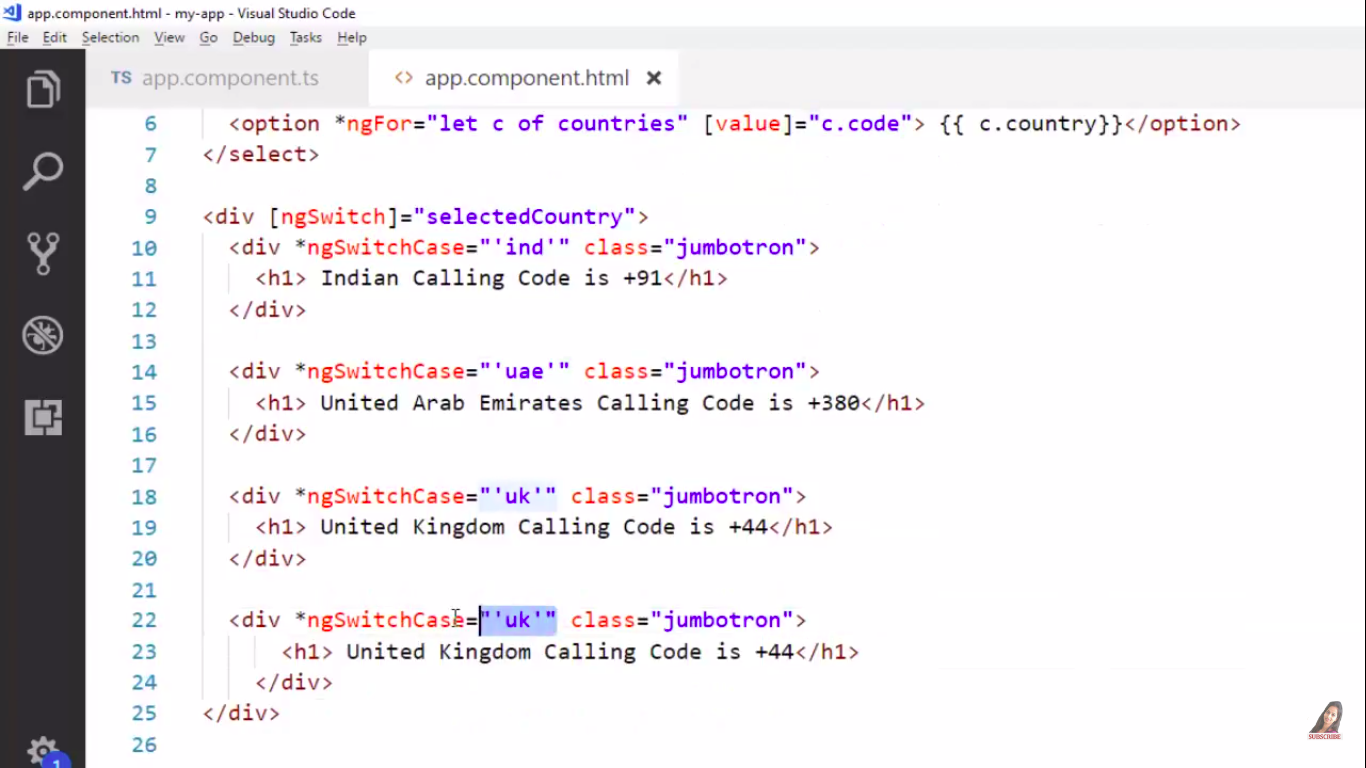 app.component.html - my-app - Visual Studio Code
File Edit Selection View Go Debug Tasks Help
TS app.component.ts <> app.component.html ×
6 <option *ngFor="let c of countries" [value]="c.code"> {{ c.country}}</option>
7 </select>
8
9 <div [ngSwitch]="selectedCountry">
10 <div *ngSwitchCase="'ind'" class="jumbotron">
11 <h1> Indian Calling Code is +91</h1>
12 </div>
13
14 <div *ngSwitchCase="'uae'" class="jumbotron">
15 <h1> United Arab Emirates Calling Code is +380</h1>
16 </div>
17
18 <div *ngSwitchCase="'uk'" class="jumbotron">
19 <h1> United Kingdom Calling Code is +44</h1>
20 </div>
21
22 <div *ngSwitchCase="'uk'" class="jumbotron">
23 <h1> United Kingdom Calling Code is +44</h1>
24 </div>
25 </div>
26
1
SUBSCRIBE